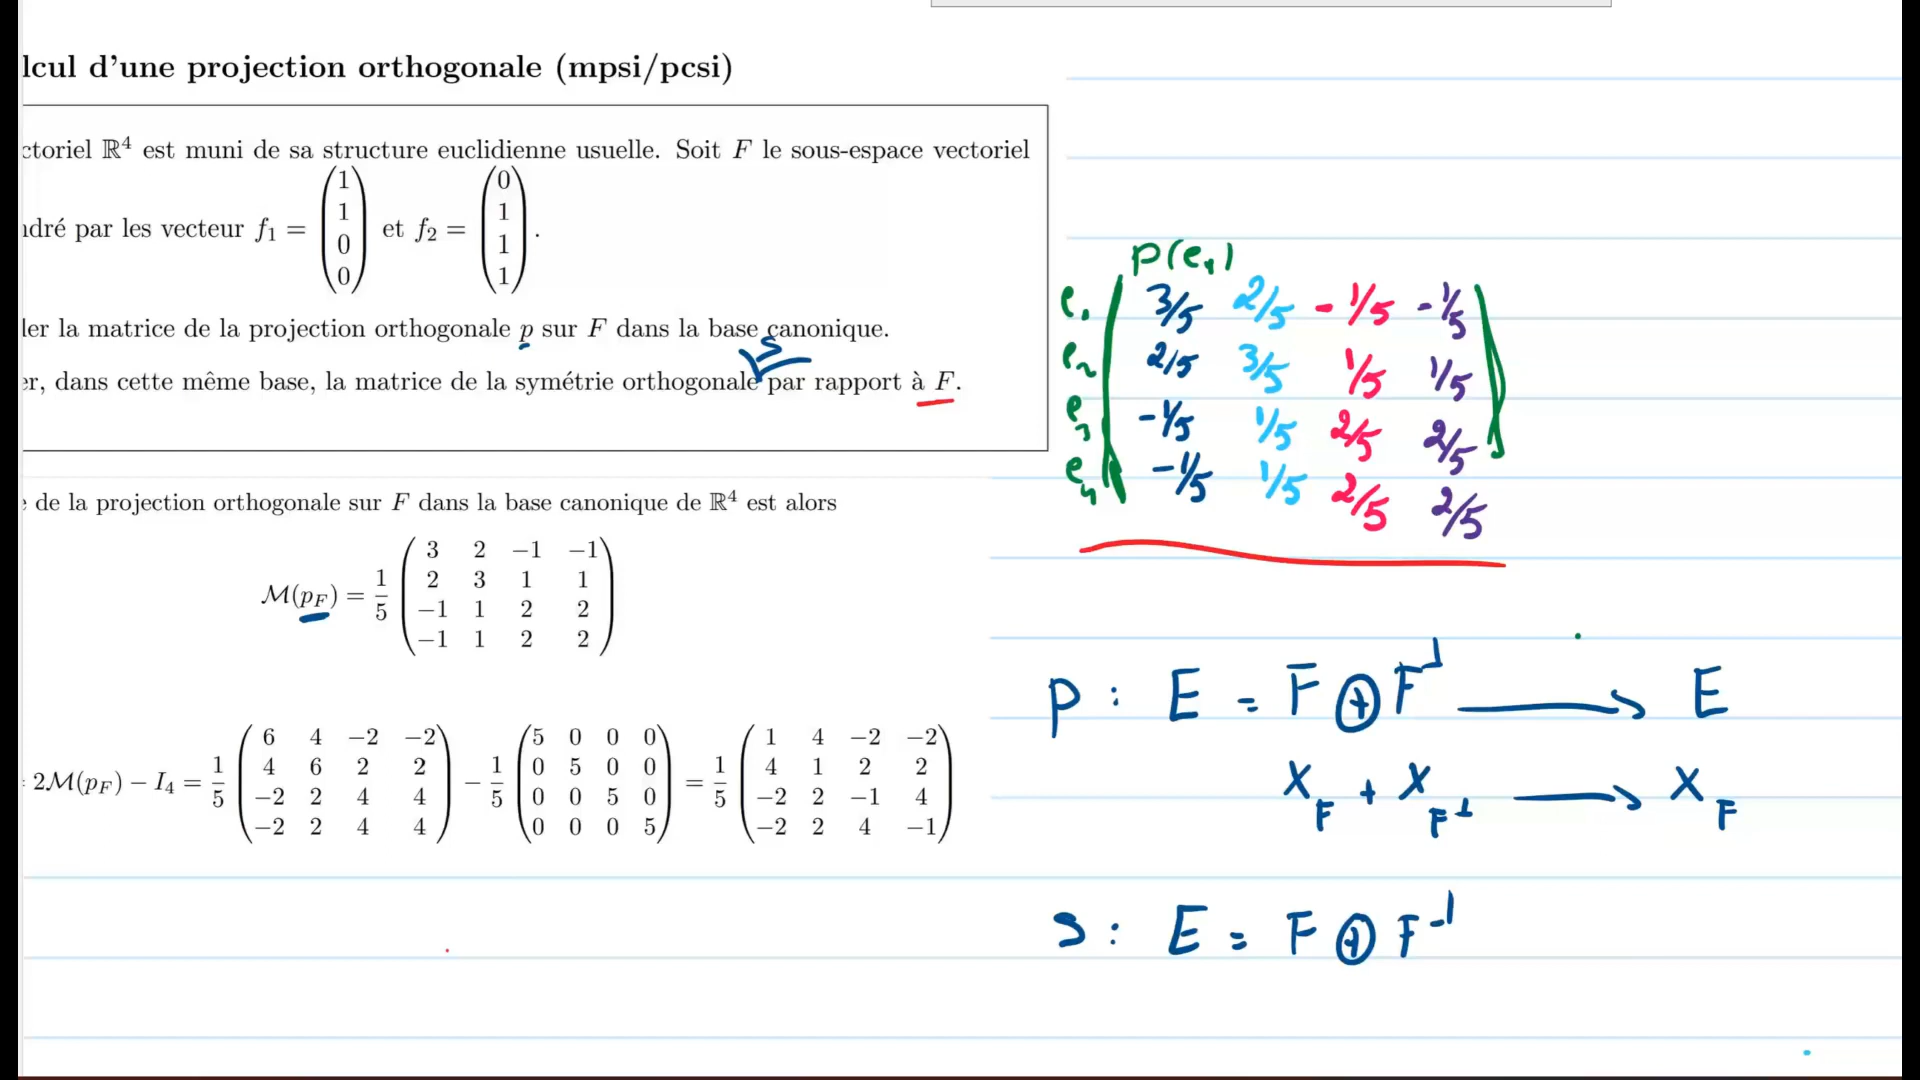 lcul d'une projection orthogonale (mpsi/pcsi)
ctoriel ℝ⁴ est muni de sa structure euclidienne usuelle. Soit F le sous-espace vectoriel
ndré par les vecteur f₁ = (1 1 0 0) et f₂ = (0 1 1 1).
ler la matrice de la projection orthogonale p sur F dans la base canonique.
s
er, dans cette même base, la matrice de la symétrie orthogonale par rapport à F.
de la projection orthogonale sur F dans la base canonique de ℝ⁴ est alors
3 2 −1 −1
2 3 1 1
M(p_F) = 1/5
−1 1 2 2
−1 1 2 2
6 4 −2 −2 5 0 0 0 1 4 −2 −2
4 6 2 2 0 5 0 0 4 1 2 2
2M(p_F) − I₄ = 1/5 − 1/5 = 1/5
−2 2 4 4 0 0 5 0 −2 2 −1 4
−2 2 4 4 0 0 0 5 −2 2 4 −1
p(e₁)
e₁ 3/5 2/5 -1/5 -1/5
e₂ 2/5 3/5 1/5 1/5
e₃ -1/5 1/5 2/5 2/5
e₄ -1/5 1/5 2/5 2/5
p : E = F ⊕ F⊥ → E
x_F + x_F⊥ → x_F
s : E = F ⊕ F⊥